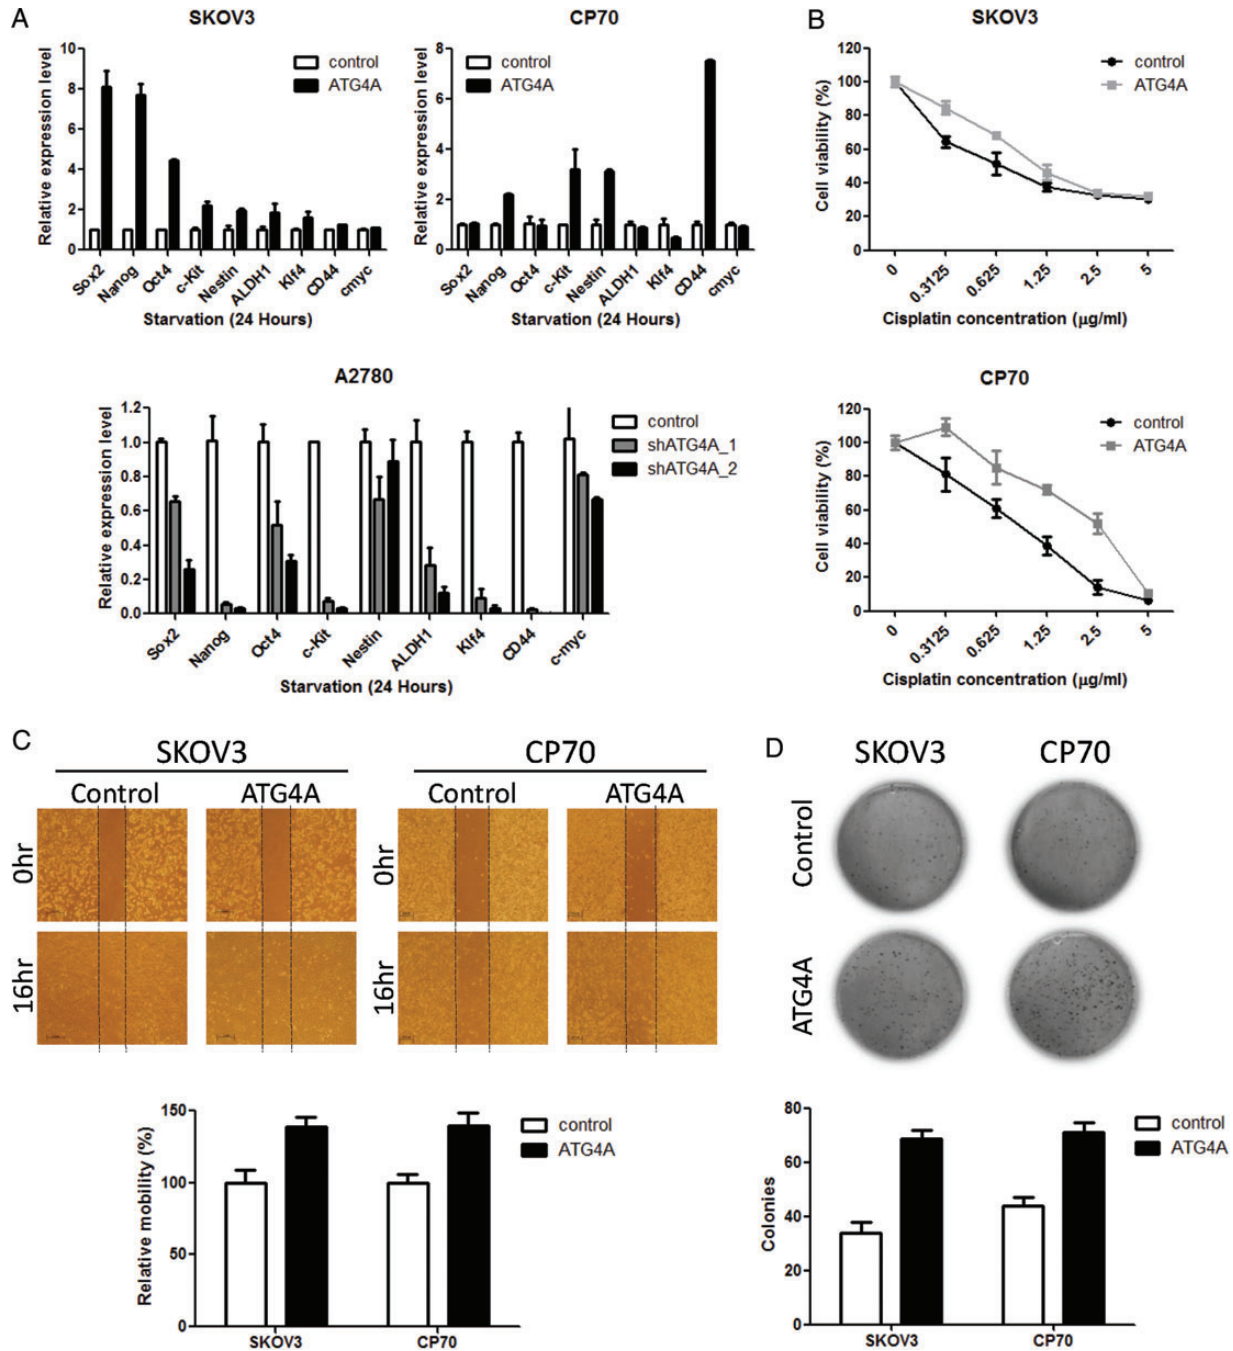 A
SKOV3
Relative expression level
10
8
6
4
2
0
control
ATG4A
Sox2
Nanog
Oct4
c-Kit
Nestin
ALDH1
Klf4
CD44
cmyc
Starvation (24 Hours)
CP70
Relative expression level
8
6
4
2
0
control
ATG4A
Sox2
Nanog
Oct4
c-Kit
Nestin
ALDH1
Klf4
CD44
cmyc
Starvation (24 Hours)
A2780
Relative expression level
1.2
1.0
0.8
0.6
0.4
0.2
0.0
control
shATG4A_1
shATG4A_2
Sox2
Nanog
Oct4
c-Kit
Nestin
ALDH1
Klf4
CD44
c-myc
Starvation (24 Hours)
B
SKOV3
Cell viability (%)
120
100
80
60
40
20
0
control
ATG4A
0
0.3125
0.625
1.25
2.5
5
Cisplatin concentration (μg/ml)
CP70
Cell viability (%)
120
100
80
60
40
20
0
control
ATG4A
0
0.3125
0.625
1.25
2.5
5
Cisplatin concentration (μg/ml)
C
SKOV3
CP70
Control
ATG4A
Control
ATG4A
0hr
0hr
16hr
16hr
Relative mobility (%)
150
100
50
0
control
ATG4A
SKOV3
CP70
D
SKOV3
CP70
Control
ATG4A
Colonies
80
60
40
20
0
control
ATG4A
SKOV3
CP70